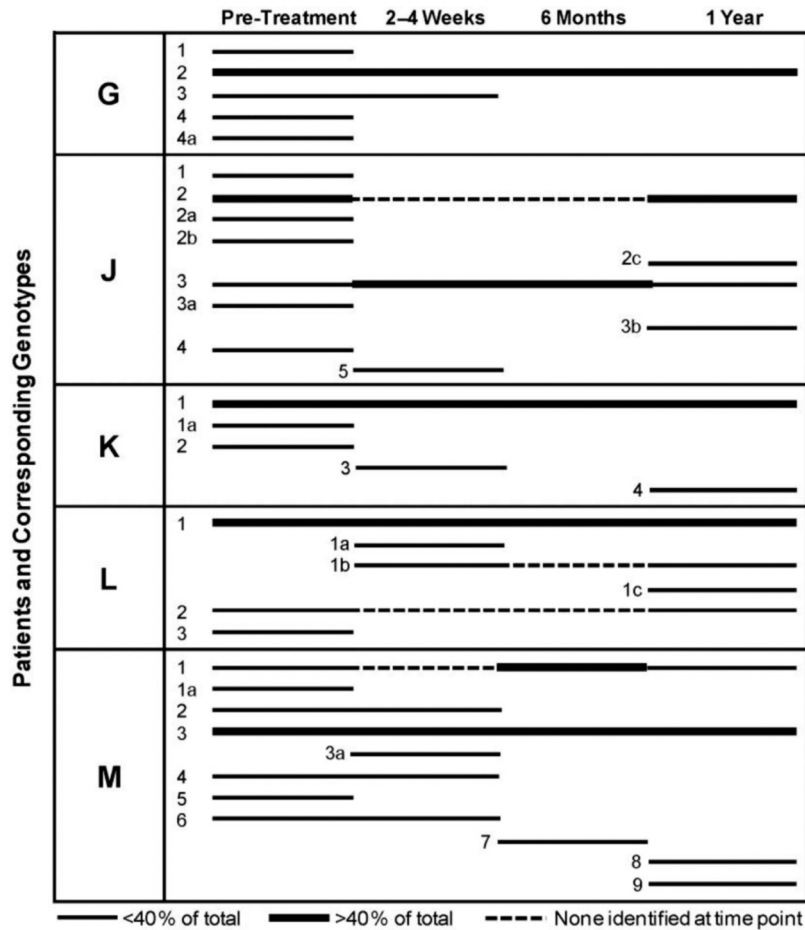 Pre-Treatment 2–4 Weeks 6 Months 1 Year
Patients and Corresponding Genotypes
G
1
2
3
4
4a
J
1
2
2a
2b
2c
3
3a
3b
4
5
K
1
1a
2
3
4
L
1
1a
1b
1c
2
3
M
1
1a
2
3
3a
4
5
6
7
8
9
<40% of total >40% of total None identified at time point